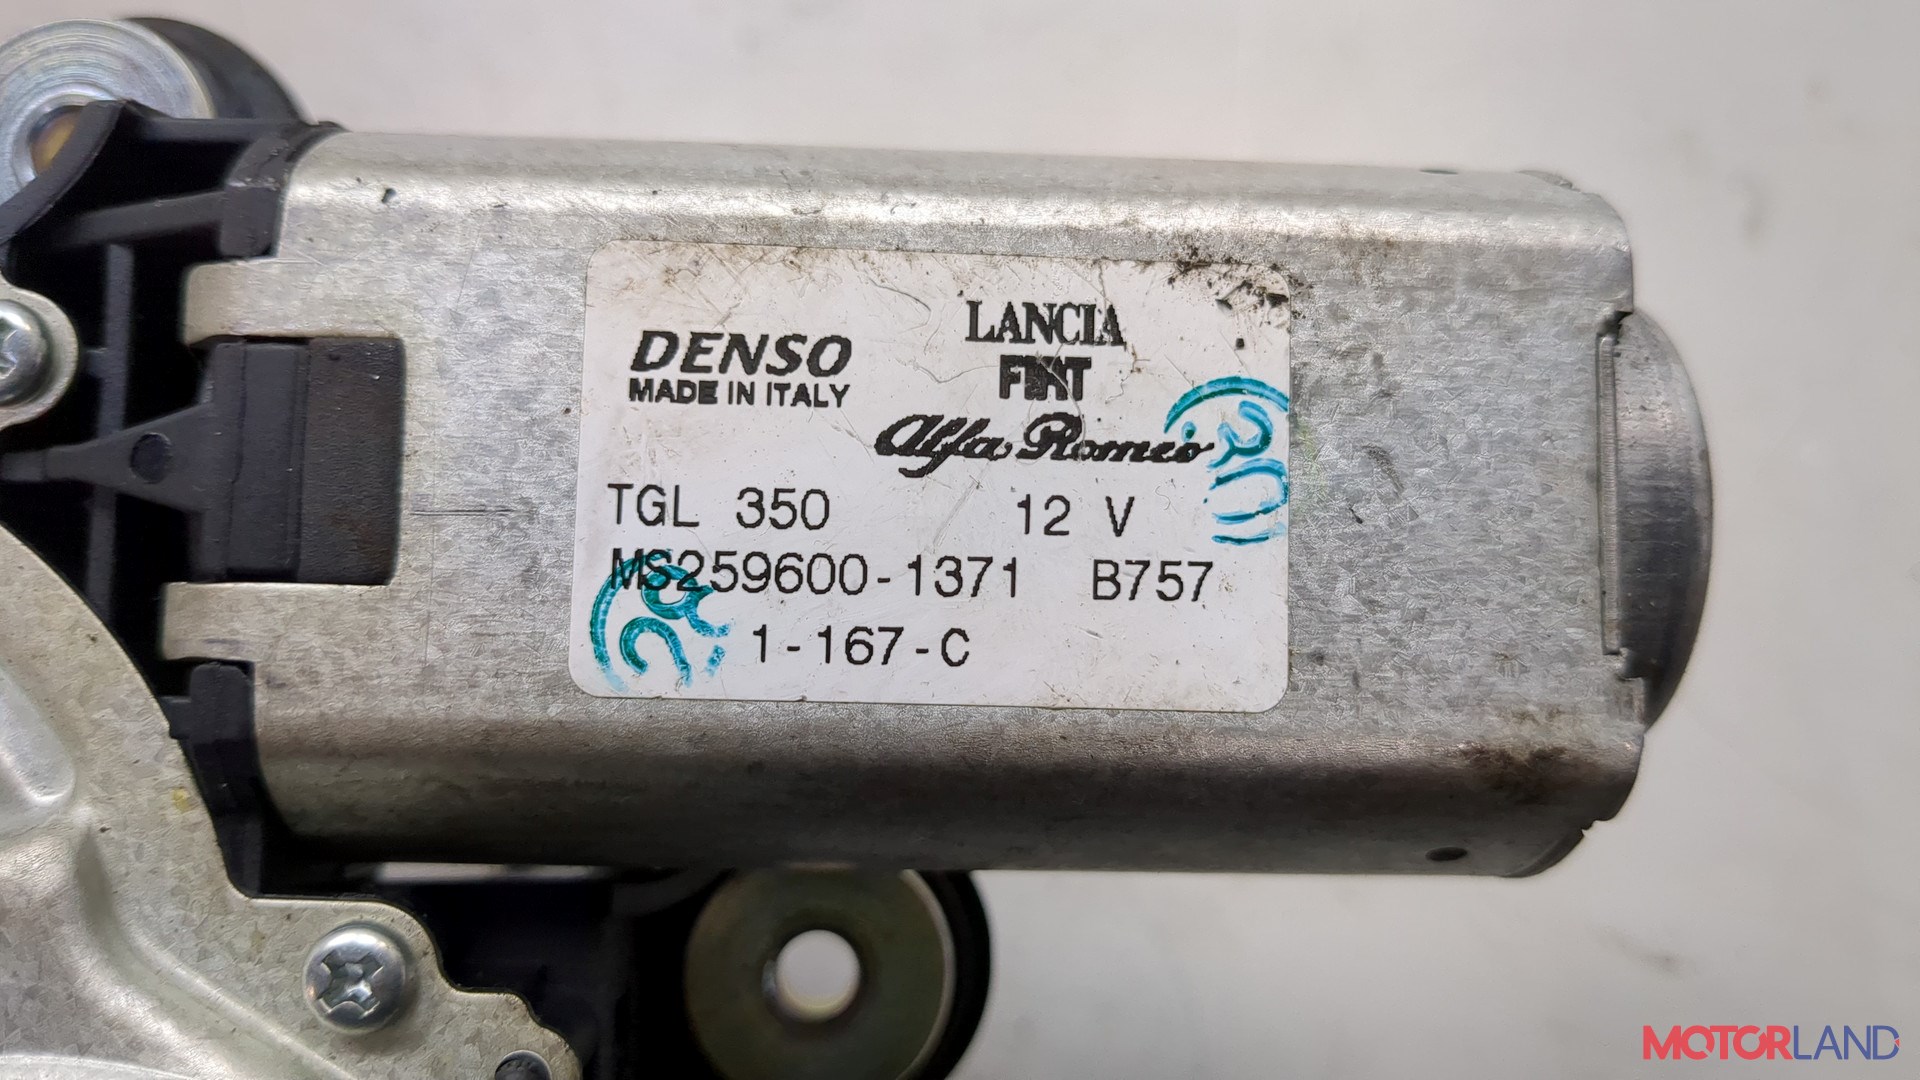 DENSO
MADE IN ITALY
LANCIA
FIAT
Alfa Romeo
TGL 350 12 V
MS259600-1371 B757
1-167-C
MOTORLAND